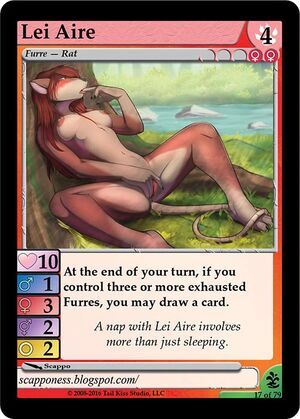 Lei Aire
4
Furre — Rat
10
1
3
2
2
At the end of your turn, if you
control three or more exhausted
Furres, you may draw a card.
A nap with Lei Aire involves
more than just sleeping.
Scappo
scapponess.blogspot.com/
© 2008-2016 Tail Kiss Studio, LLC
17 of 79